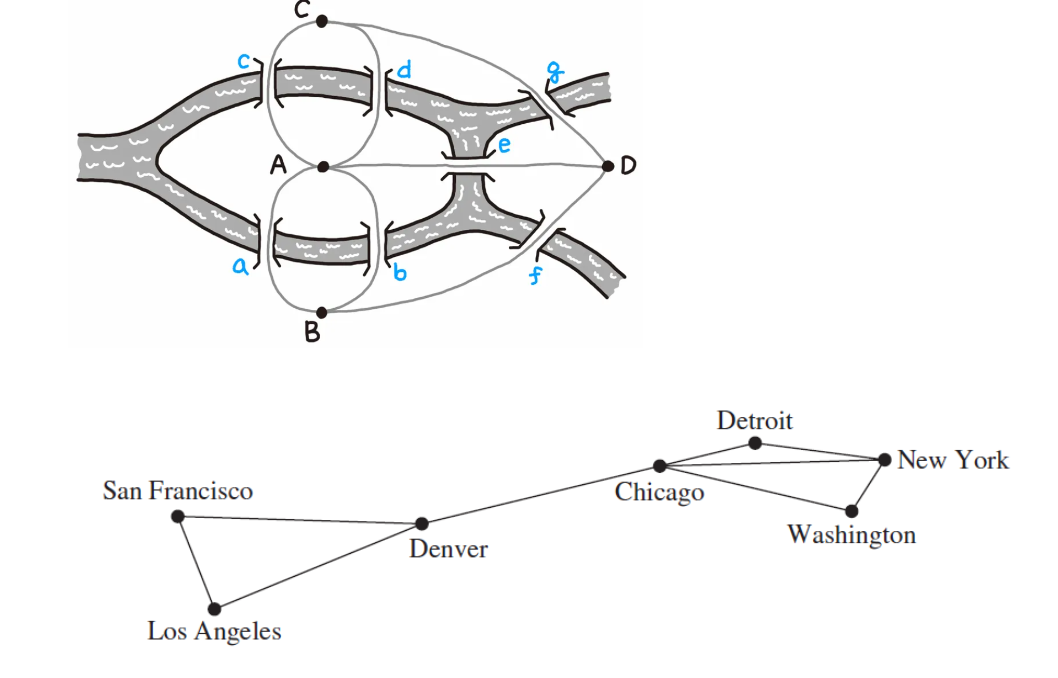 C
c
d
g
e
A
D
a
b
f
B
Detroit
New York
San Francisco
Chicago
Washington
Denver
Los Angeles